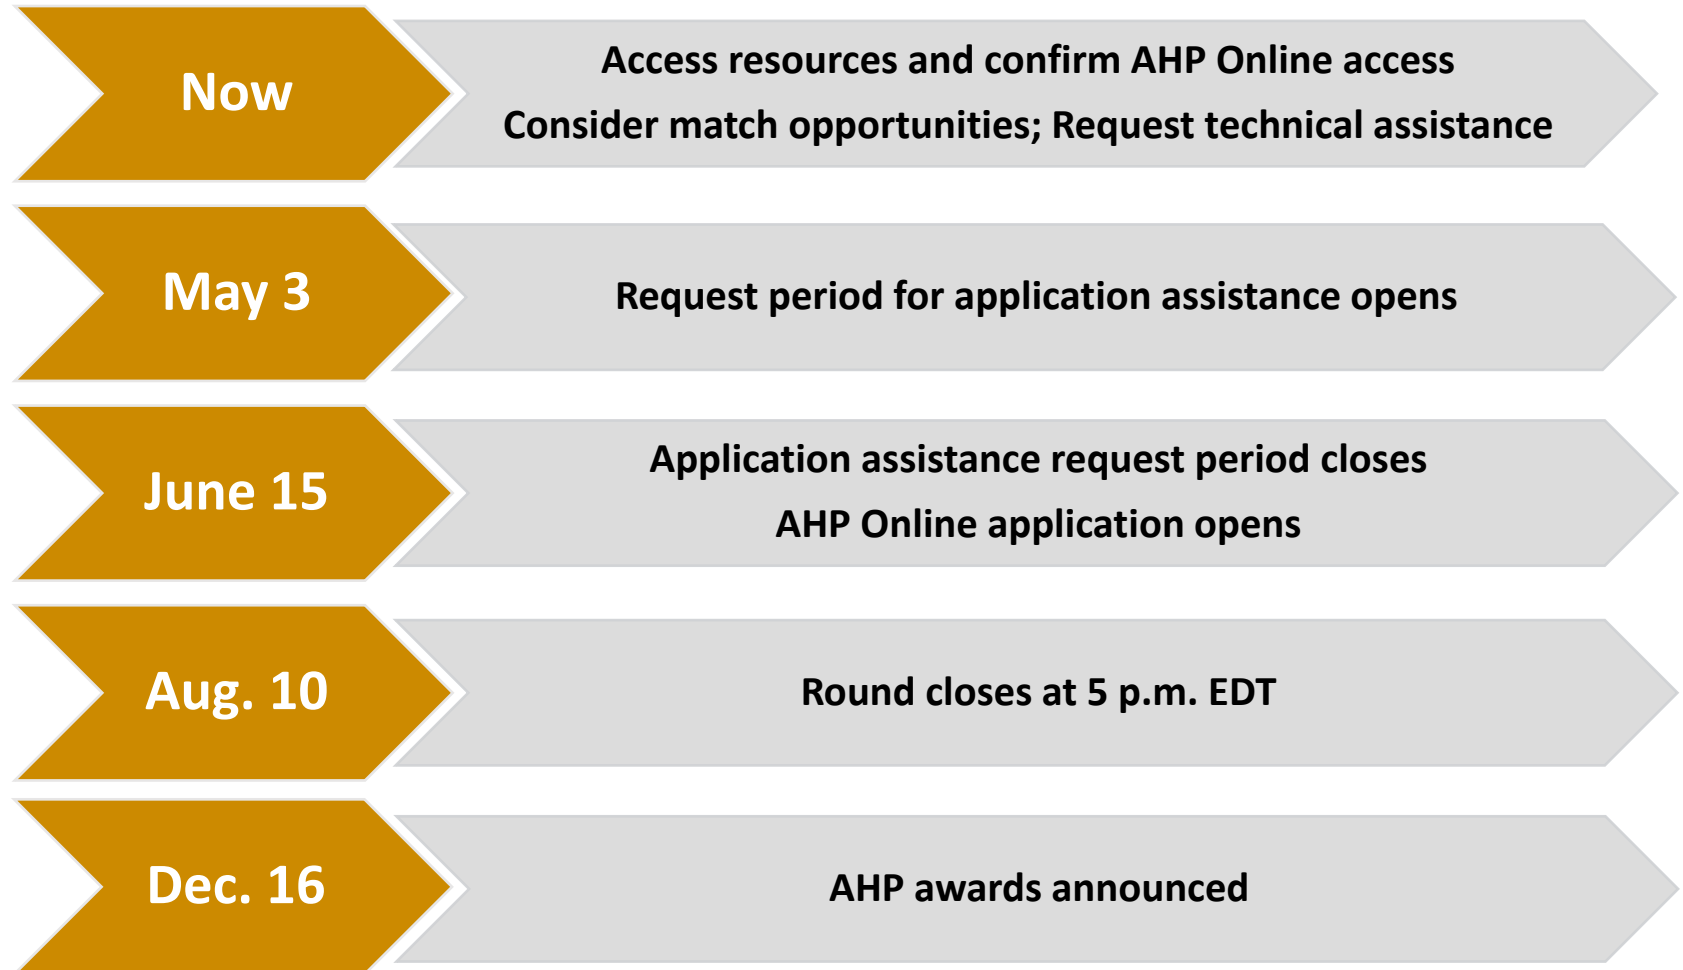 Now
Access resources and confirm AHP Online access
Consider match opportunities; Request technical assistance
May 3
Request period for application assistance opens
June 15
Application assistance request period closes
AHP Online application opens
Aug. 10
Round closes at 5 p.m. EDT
Dec. 16
AHP awards announced